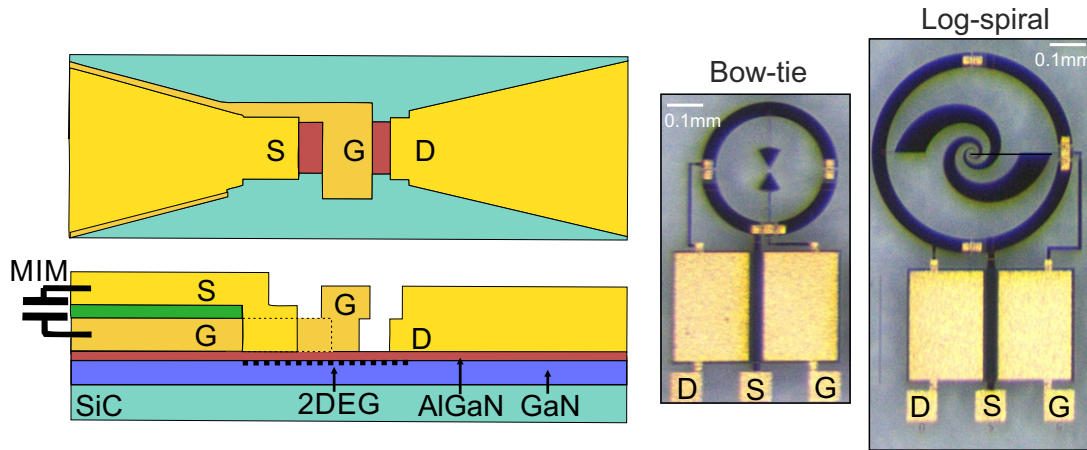 S G D
MIM
S
G
G
D
SiC
2DEG
AlGaN
GaN
Bow-tie
0.1mm
D S G
Log-spiral
0.1mm
D S G